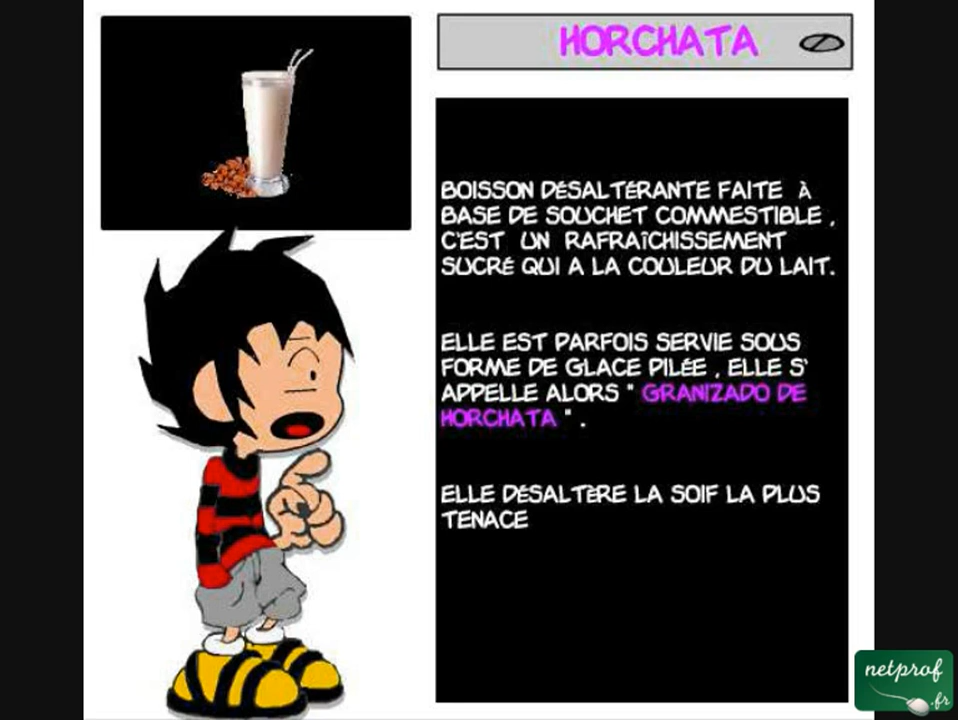 HORCHATA
BOISSON DÉSALTÉRANTE FAITE À
BASE DE SOUCHET COMMESTIBLE ,
C'EST UN RAFRAÎCHISSEMENT
SUCRÉ QUI A LA COULEUR DU LAIT.
ELLE EST PARFOIS SERVIE SOUS
FORME DE GLACE PILÉE , ELLE S'
APPELLE ALORS " GRANIZADO DE
HORCHATA " .
ELLE DÉSALTÈRE LA SOIF LA PLUS
TENACE
netprof
.fr